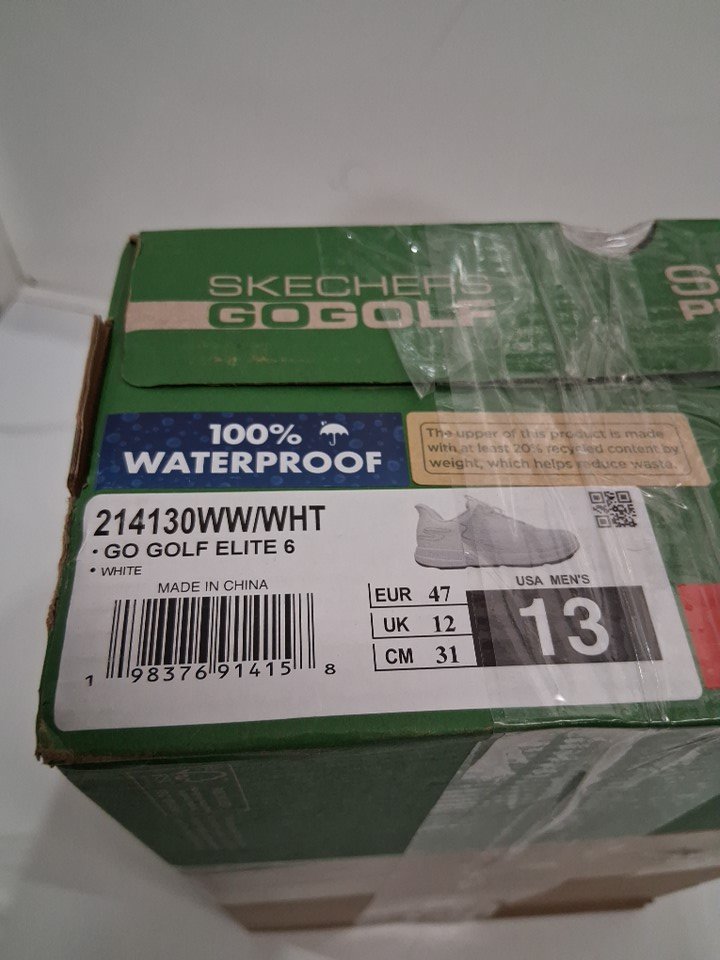 SKECHERS
GOGOLF
100%
WATERPROOF
The upper of this product is made
with at least 20% recycled content by
weight, which helps reduce waste.
214130WW/WHT
• GO GOLF ELITE 6
• WHITE
MADE IN CHINA
1 98376 91415 8
EUR 47
UK 12
CM 31
USA MEN'S
13